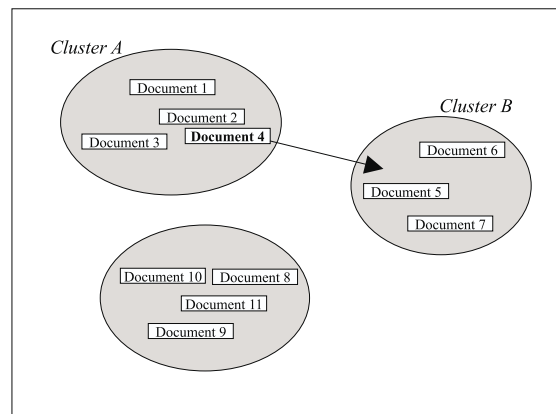 Cluster A
Document 1
Document 2
Document 3
Document 4
Cluster B
Document 6
Document 5
Document 7
Document 10
Document 8
Document 11
Document 9